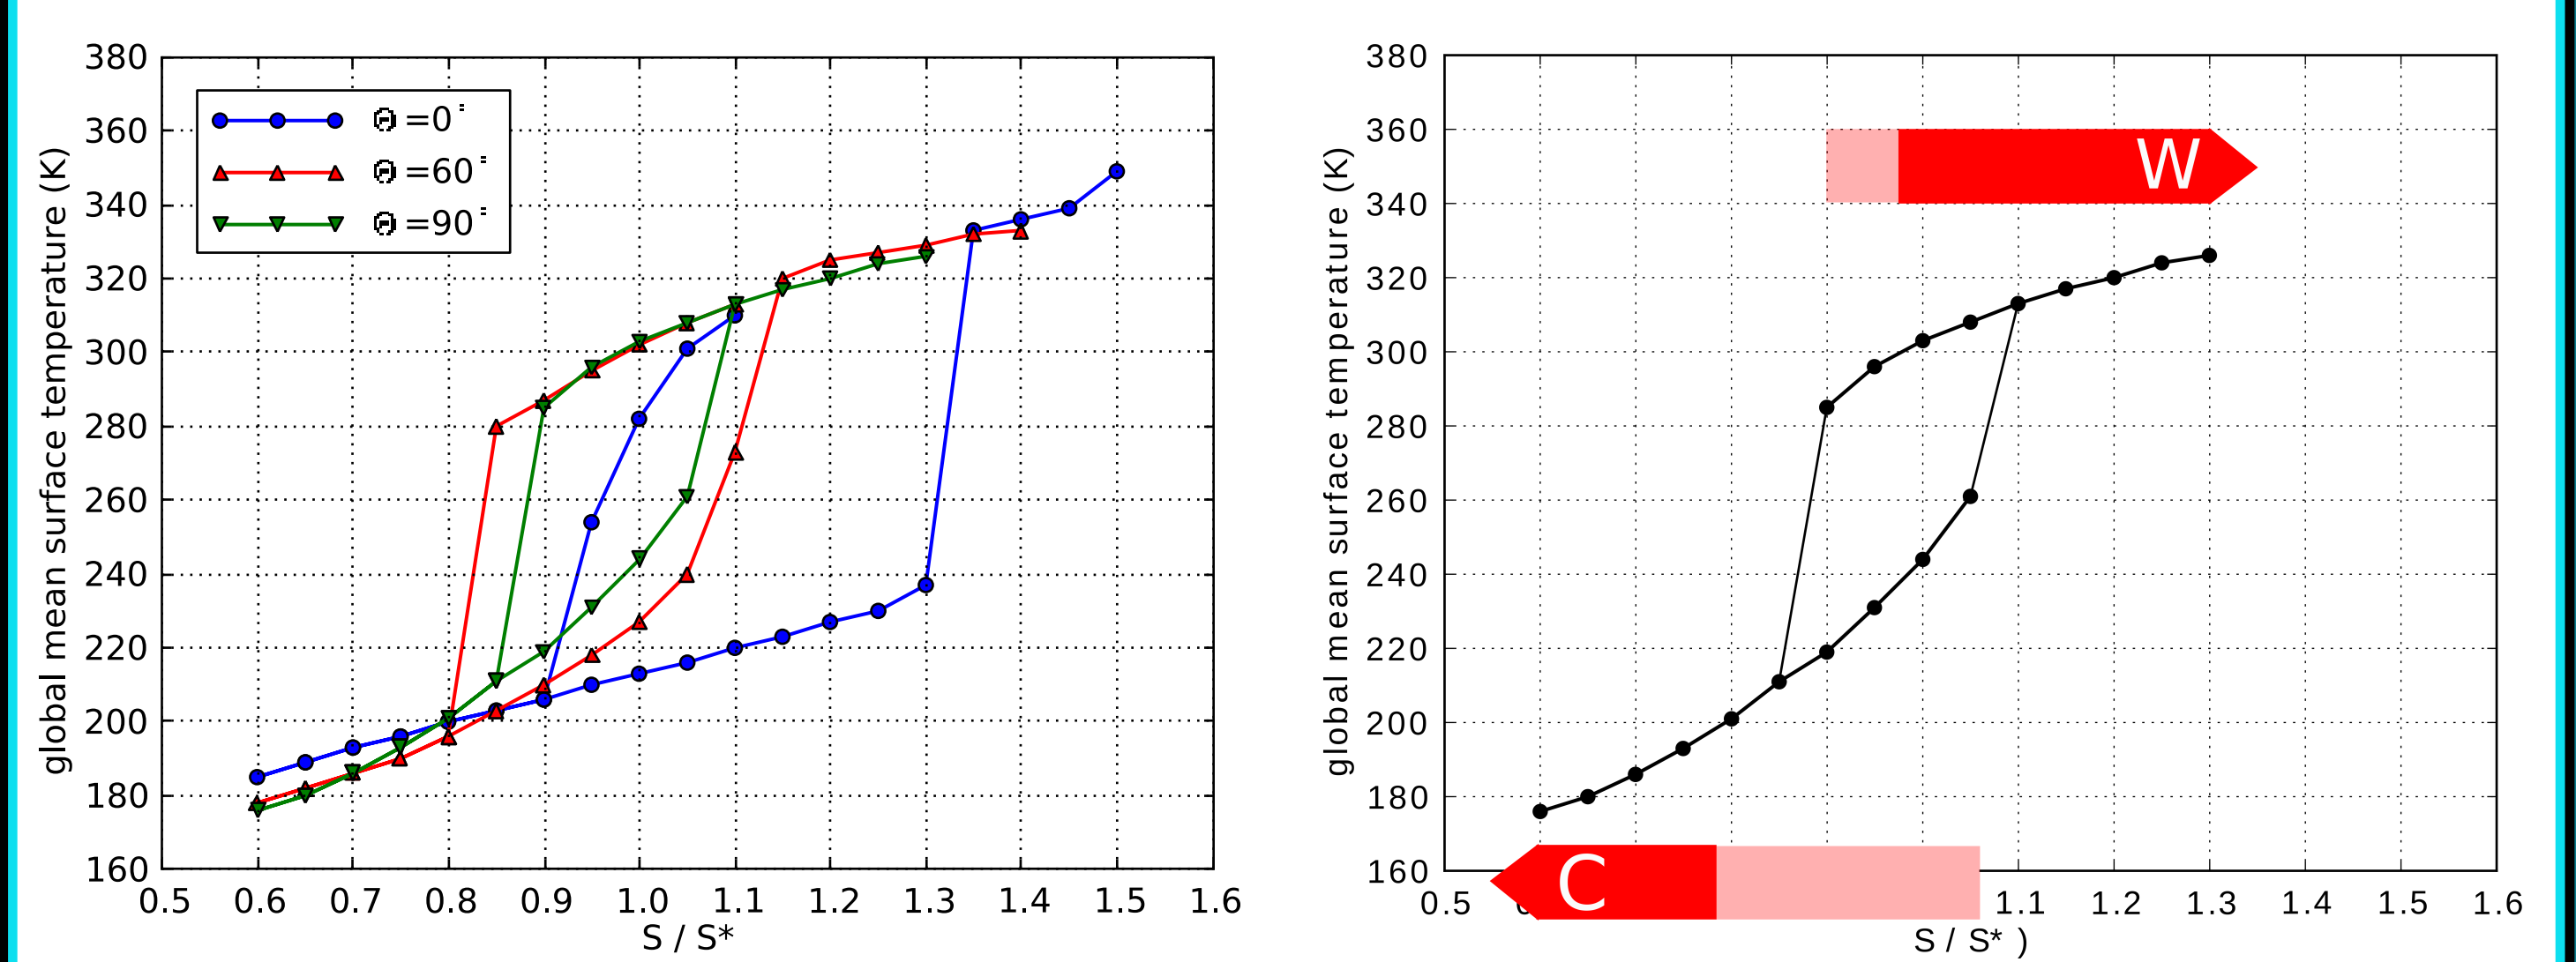 380
360
340
320
300
280
260
240
220
200
180
160
global mean surface temperature (K)
Θ=0°
Θ=60°
Θ=90°
0.5 0.6 0.7 0.8 0.9 1.0 1.1 1.2 1.3 1.4 1.5 1.6
S / S*
380
360
340
320
300
280
260
240
220
200
180
160
global mean surface temperature (K)
W
C
0.5 1.1 1.2 1.3 1.4 1.5 1.6
S / S* )